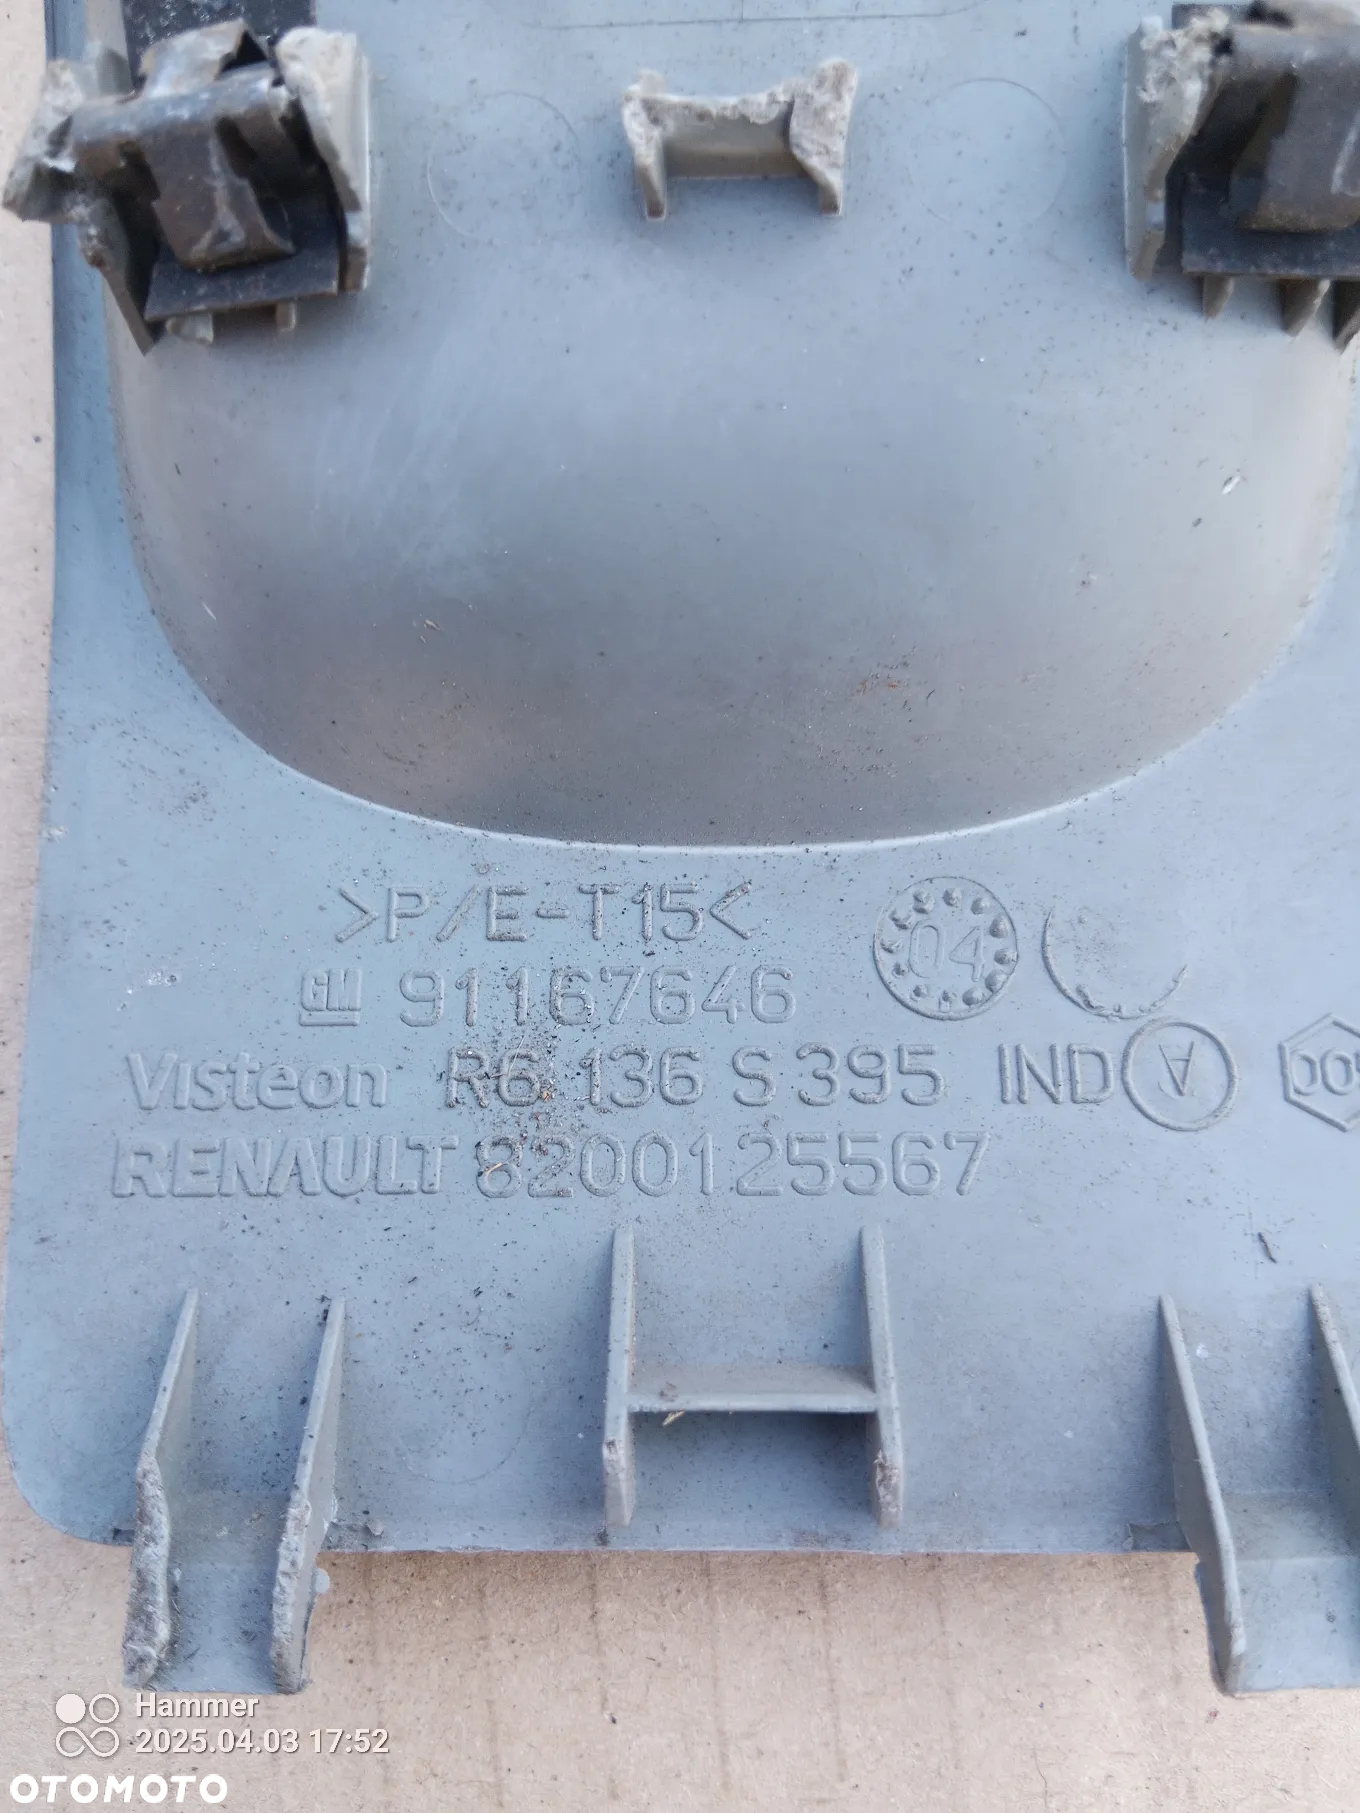 >P/E-T15<
04
GM 91167646
Visteon R6 136 S 395 IND A
RENAULT 8200125567
Hammer
2025.04.03 17:52
OTOMOTO